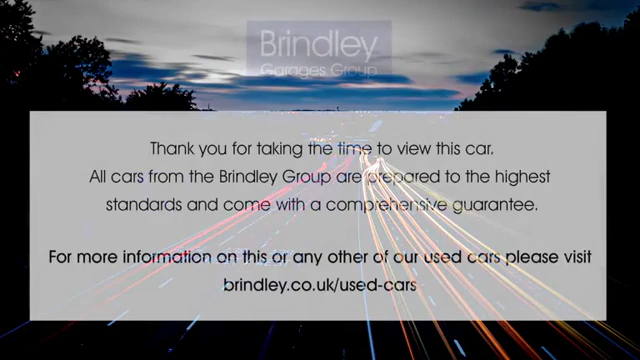 Brindley
Garages Group
Thank you for taking the time to view this car.
All cars from the Brindley Group are prepared to the highest
standards and come with a comprehensive guarantee.
For more information on this or any other of our used cars please visit
brindley.co.uk/used-cars